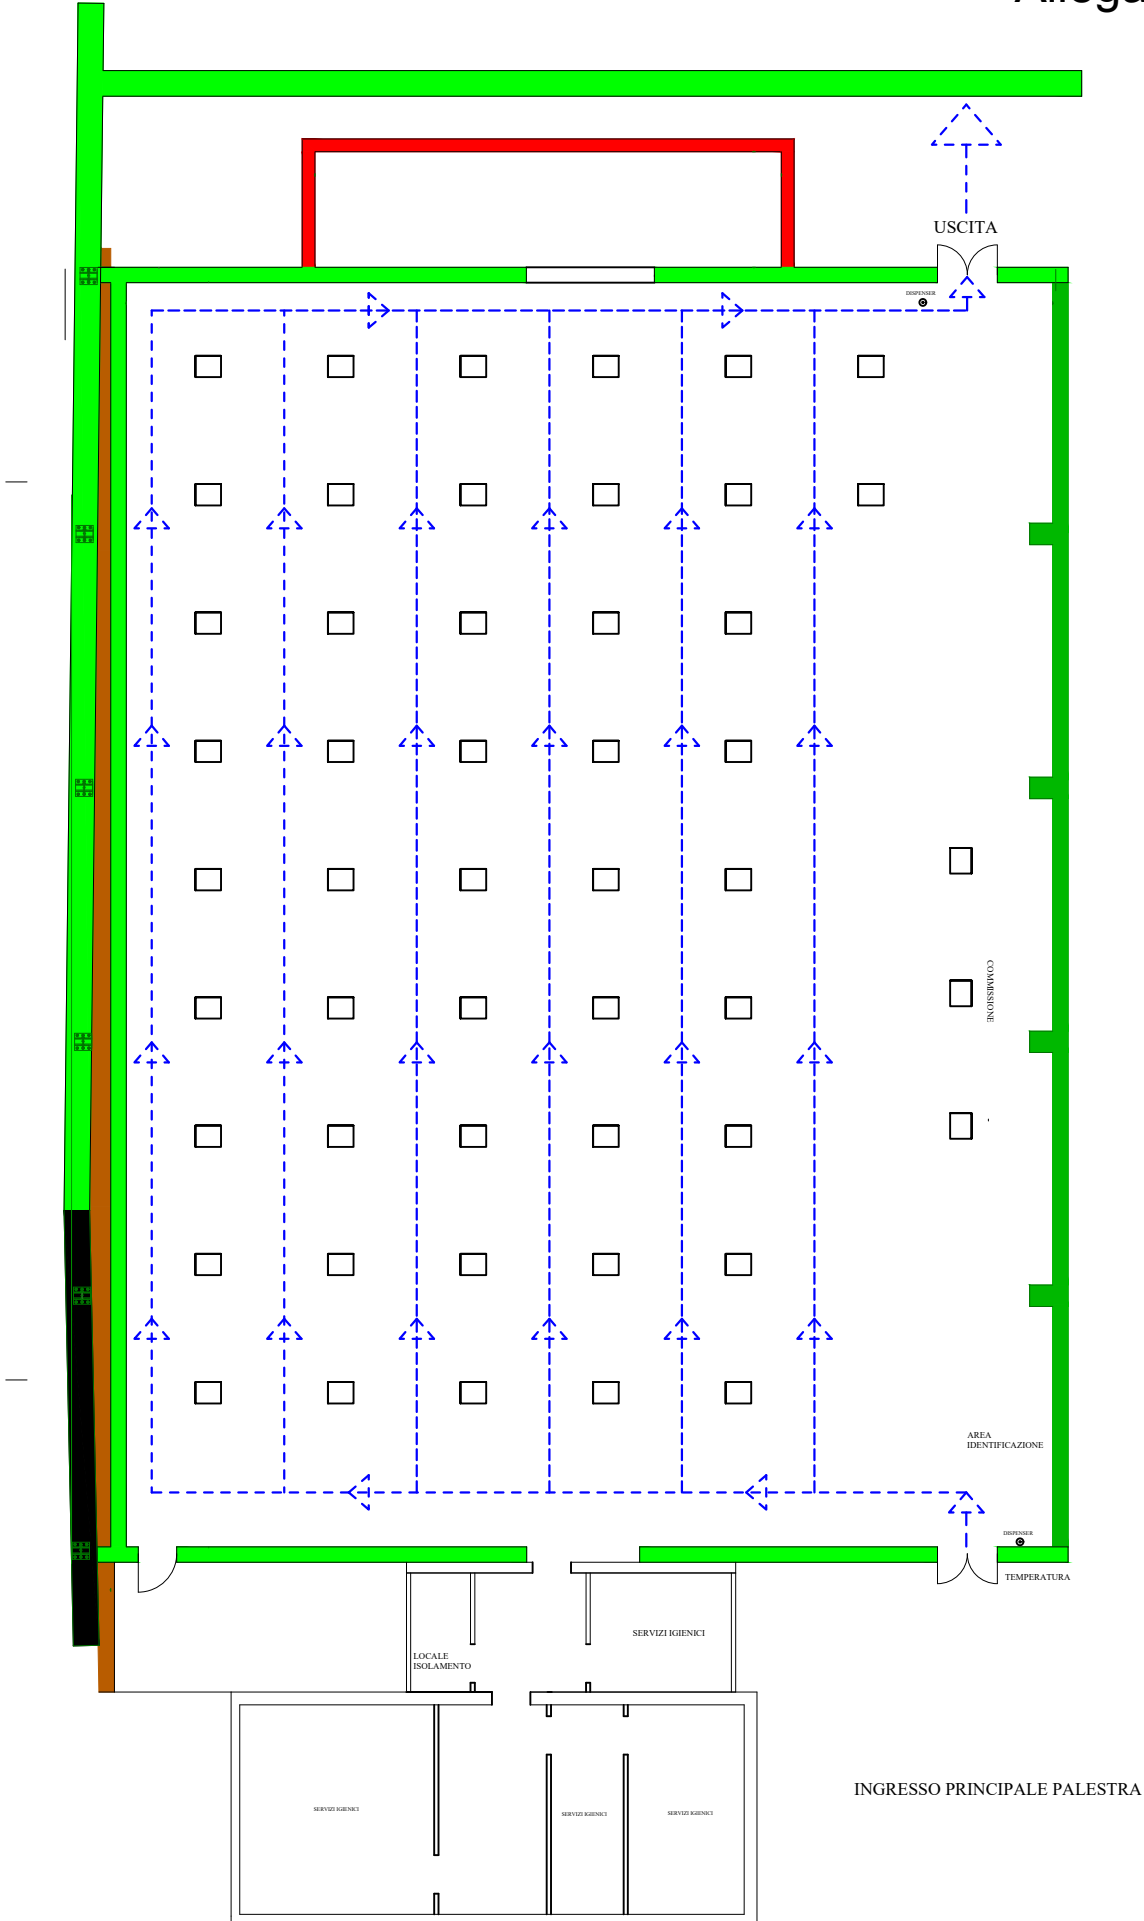 USCITA
DISPENSER
COMMISSIONE
AREA
IDENTIFICAZIONE
DISPENSER
TEMPERATURA
SERVIZI IGIENICI
LOCALE
ISOLAMENTO
INGRESSO PRINCIPALE PALESTRA
SERVIZI IGIENICI
SERVIZI IGIENICI
SERVIZI IGIENICI